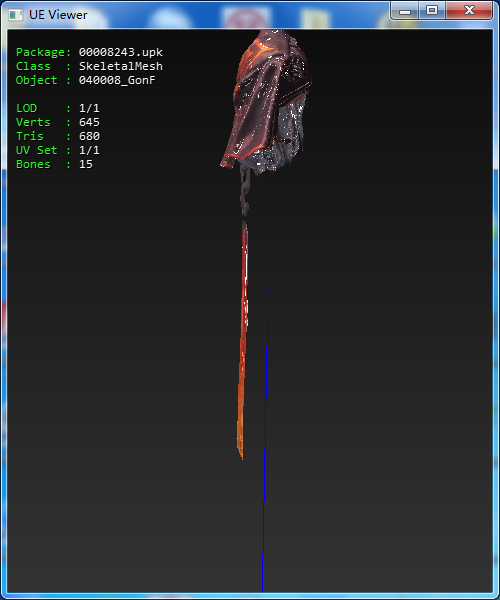 UE Viewer
Package: 00008243.upk
Class : SkeletalMesh
Object : 040008_GonF
LOD : 1/1
Verts : 645
Tris : 680
UV Set : 1/1
Bones : 15